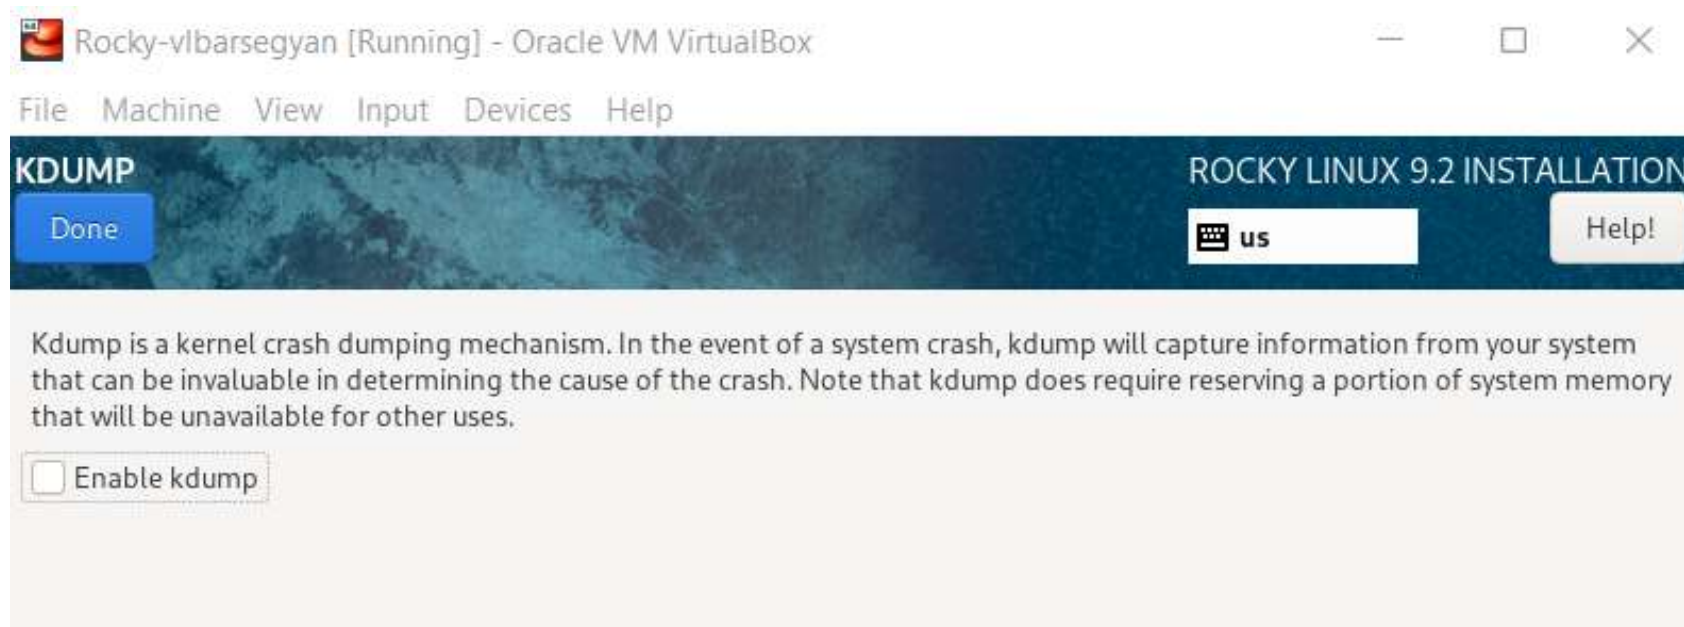 Rocky-vlbarsegyan [Running] - Oracle VM VirtualBox
File Machine View Input Devices Help
KDUMP
ROCKY LINUX 9.2 INSTALLATION
Done
us
Help!
Kdump is a kernel crash dumping mechanism. In the event of a system crash, kdump will capture information from your system
that can be invaluable in determining the cause of the crash. Note that kdump does require reserving a portion of system memory
that will be unavailable for other uses.
Enable kdump